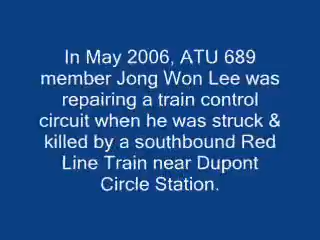 In May 2006, ATU 689
member Jong Won Lee was
repairing a train control
circuit when he was struck &
killed by a southbound Red
Line Train near Dupont
Circle Station.